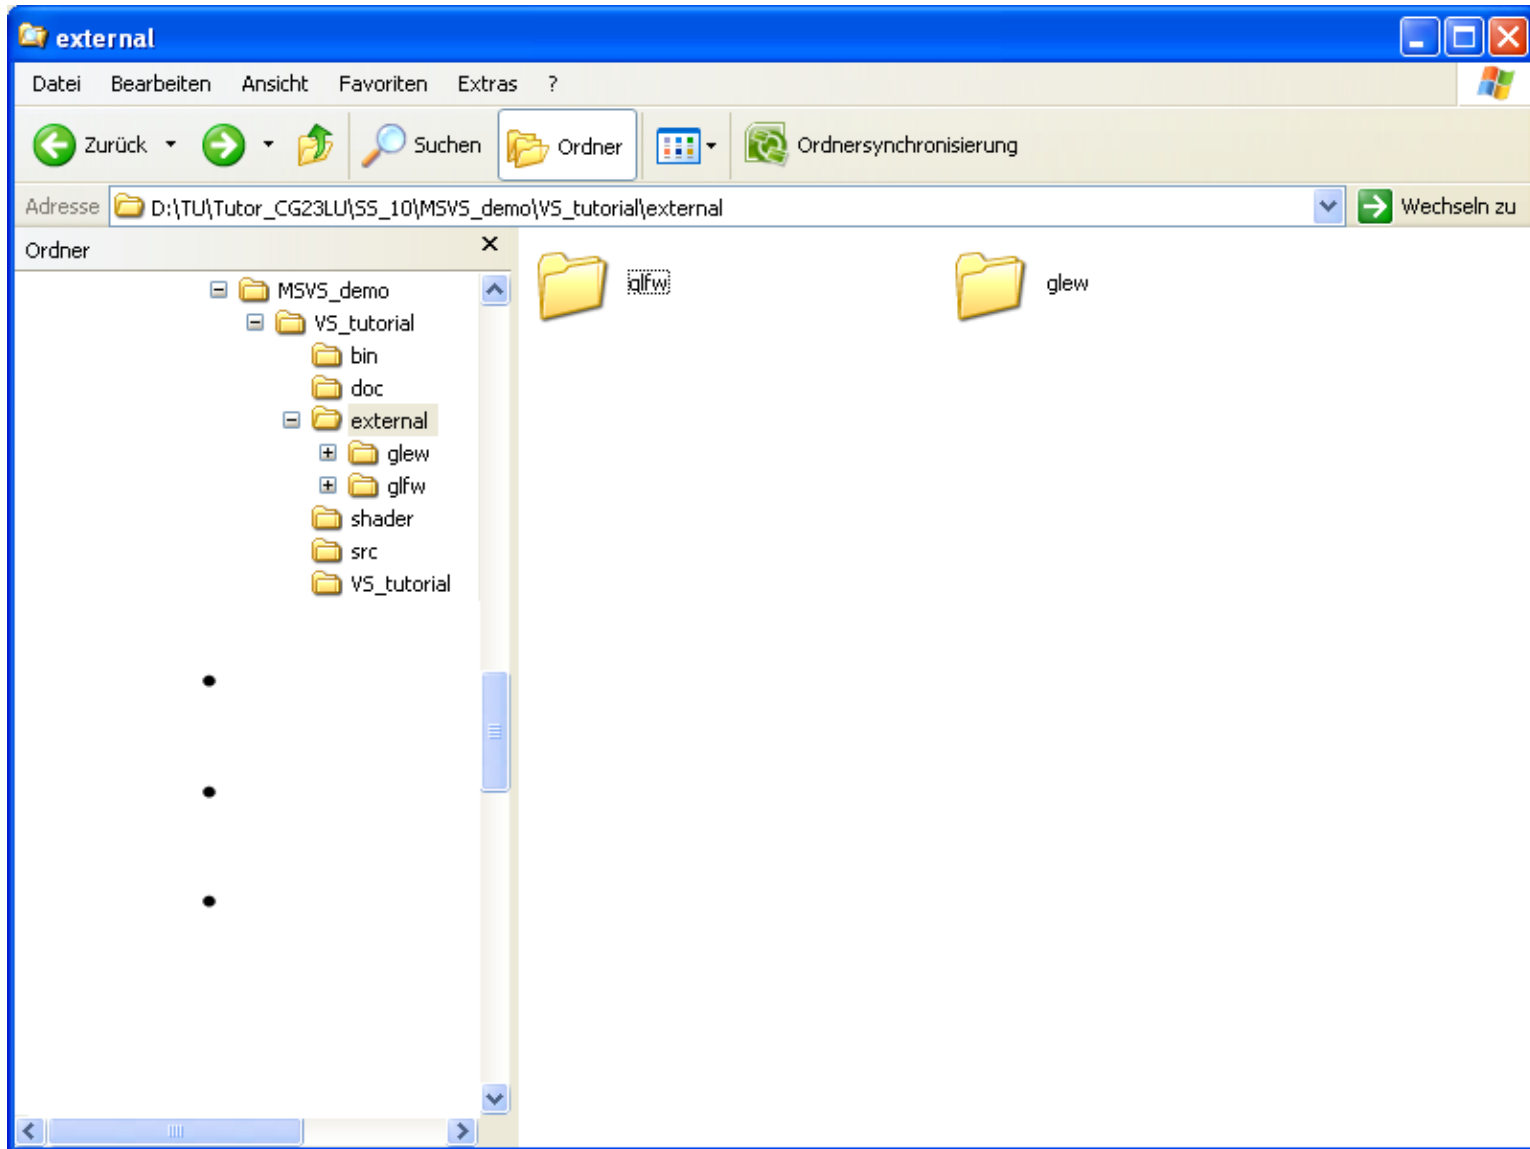 external
Datei Bearbeiten Ansicht Favoriten Extras ?
Zurück Suchen Ordner Ordnersynchronisierung
Adresse D:\TU\Tutor_CG23LU\SS_10\MSVS_demo\VS_tutorial\external Wechseln zu
Ordner
MSVS_demo
VS_tutorial
bin
doc
external
glew
glfw
shader
src
VS_tutorial
glfw glew